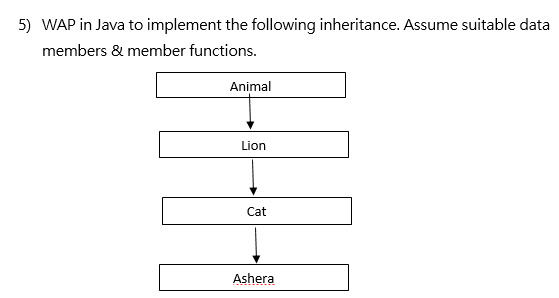 5) WAP in Java to implement the following inheritance. Assume suitable data
members & member functions.
Animal
Lion
Cat
Ashera